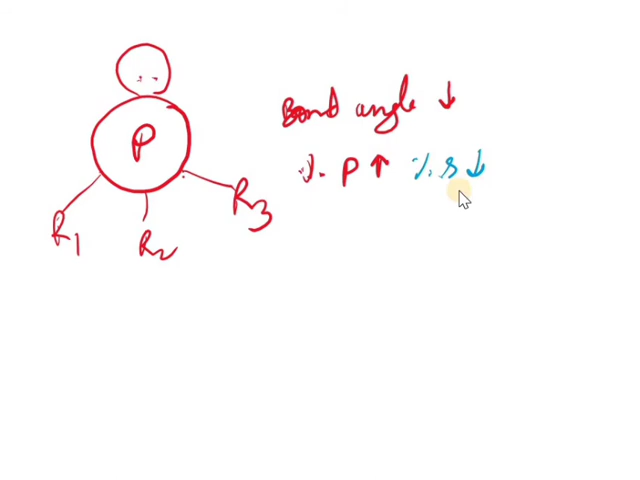 P
Bond angle ↓
%. P ↑ %. s ↓
R1 R2 R3